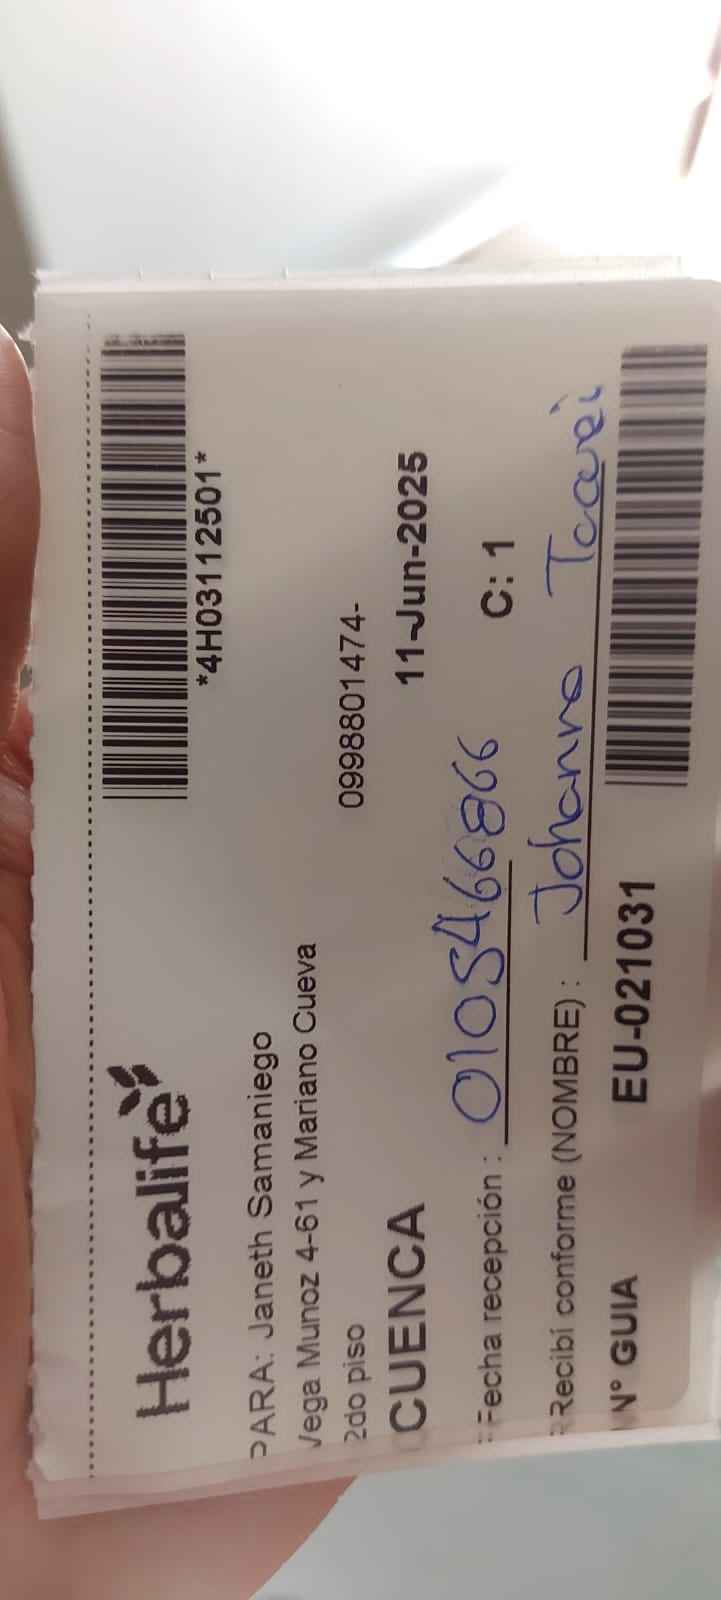 Herbalife
*4H03112501*
PARA: Janeth Samaniego
Vega Munoz 4-61 y Mariano Cueva
2do piso
0998801474-
CUENCA
11-Jun-2025
Fecha recepción : 0105466866
C: 1
Recibí conforme (NOMBRE) : Johanna
N° GUIA
EU-021031